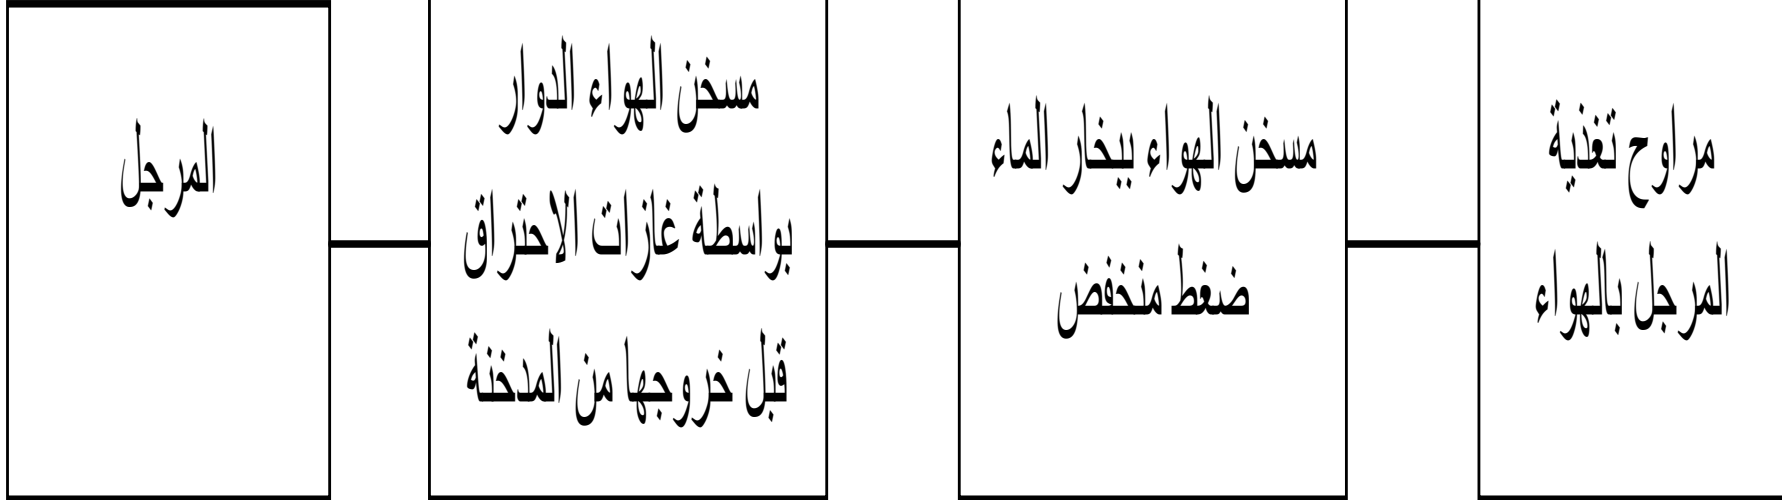 مراوح تغذية
المرجل بالهواء
مسخن الهواء ببخار الماء
ضغط منخفض
مسخن الهواء الدوار
بواسطة غازات الاحتراق
قبل خروجها من المدخنة
المرجل